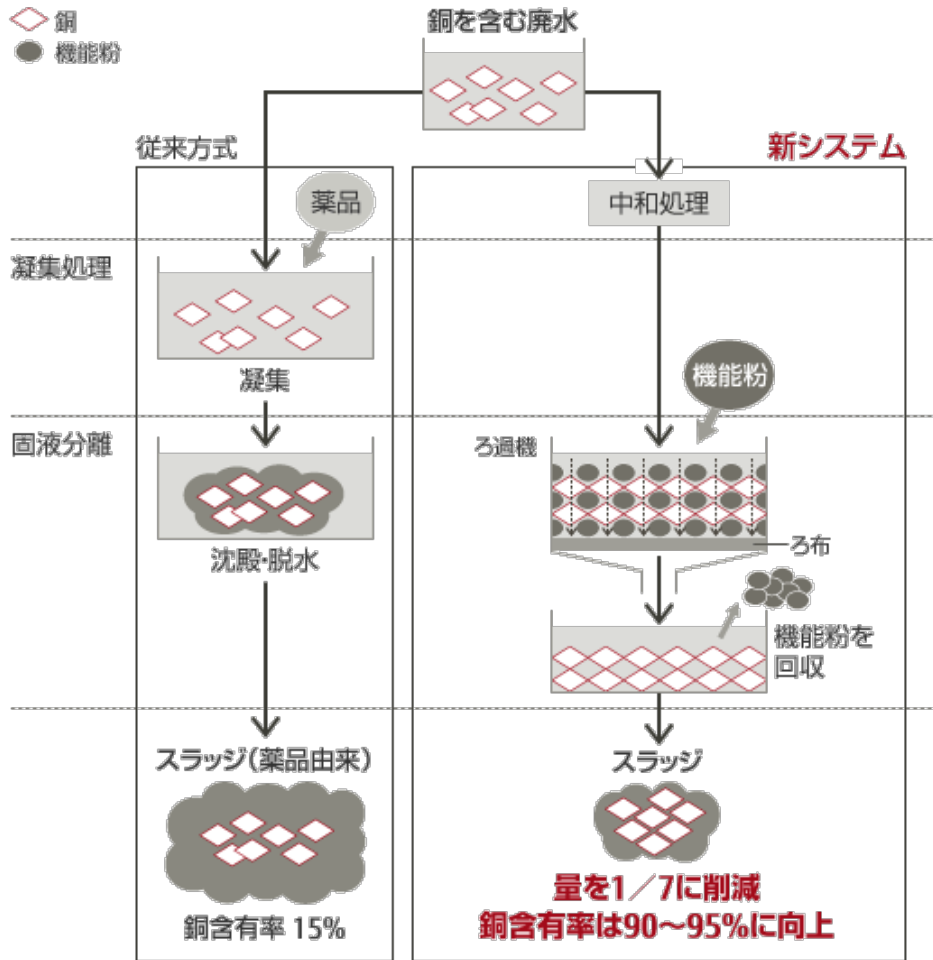 銅
機能粉
銅を含む廃水
従来方式
新システム
薬品
中和処理
凝集処理
凝集
機能粉
固液分離
ろ過機
沈殿・脱水
ろ布
機能粉を
回収
スラッジ(薬品由来)
スラッジ
量を1/7に削減
銅含有率 15%
銅含有率は90～95%に向上